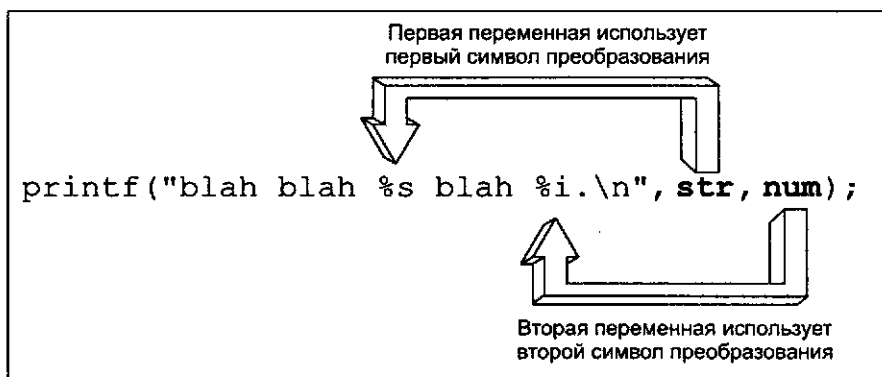 Первая переменная использует
первый символ преобразования
printf("blah blah %s blah %i.\n", str, num);
Вторая переменная использует
второй символ преобразования